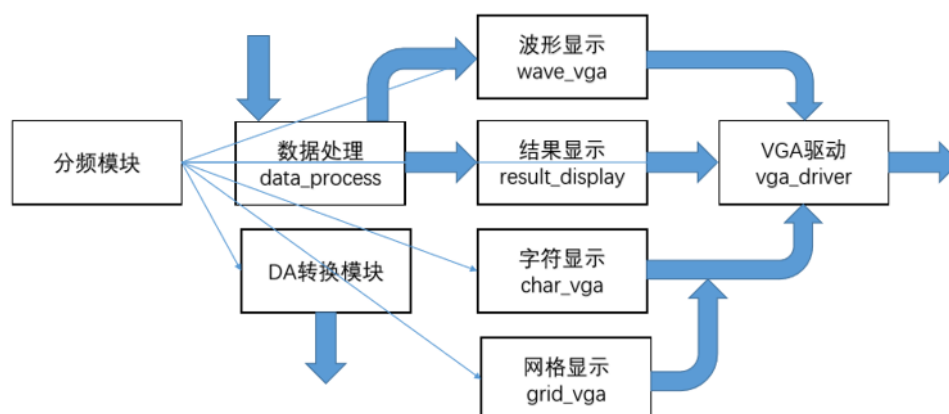 波形显示
wave_vga
分频模块
数据处理
data_process
结果显示
result_display
VGA驱动
vga_driver
DA转换模块
字符显示
char_vga
网格显示
grid_vga